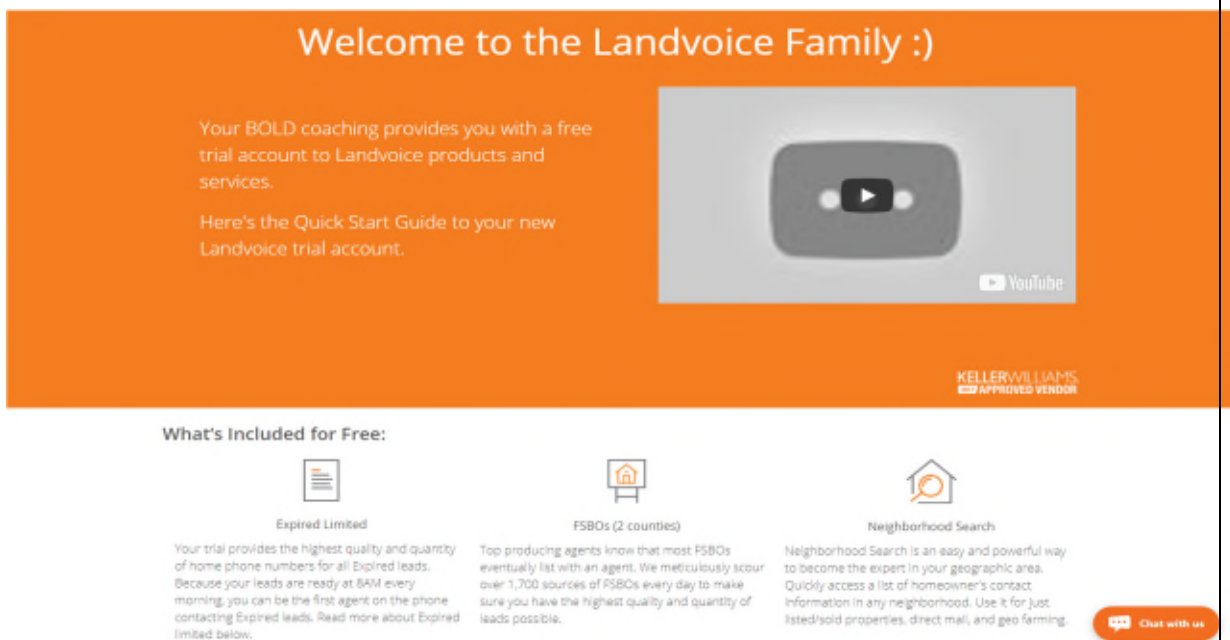 Welcome to the Landvoice Family :)
Your BOLD coaching provides you with a free
trial account to Landvoice products and
services.
Here's the Quick Start Guide to your new
Landvoice trial account.
YouTube
KELLERWILLIAMS
APPROVED VENDOR
What's Included for Free:
Expired Limited
Your trial provides the highest quality and quantity
of home phone numbers for all Expired leads.
Because your leads are ready at 8AM every
morning, you can be the first agent on the phone
contacting Expired leads. Read more about Expired
limited below.
FSBOs (2 counties)
Top producing agents know that most FSBOs
eventually list with an agent. We meticulously scour
over 1,700 sources of FSBOs every day to make
sure you have the highest quality and quantity of
leads possible.
Neighborhood Search
Neighborhood Search is an easy and powerful way
to become the expert in your geographic area.
Quickly access a list of homeowner's contact
information in any neighborhood. Use it for just
listed/sold properties, direct mail, and geo farming.
Chat with us